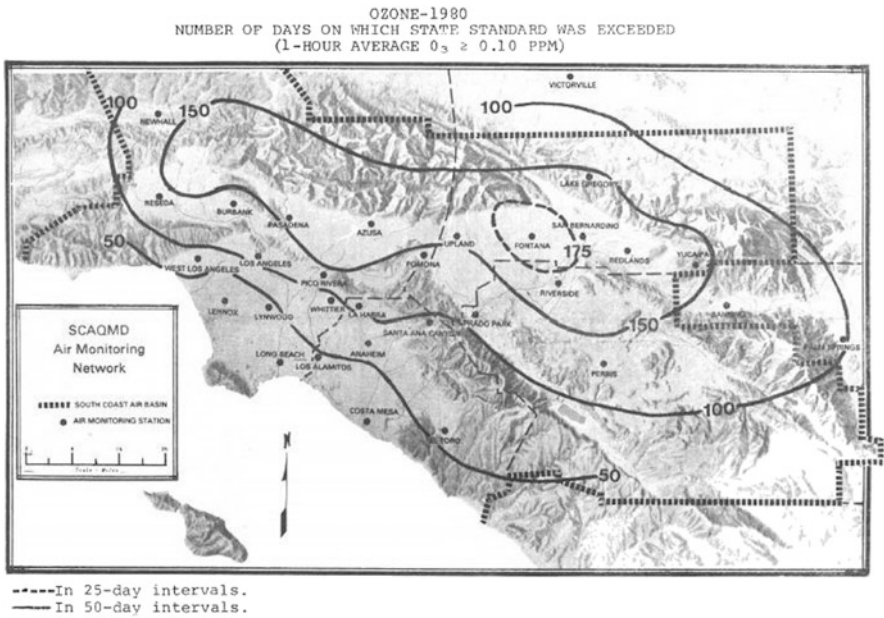 OZONE-1980
NUMBER OF DAYS ON WHICH STATE STANDARD WAS EXCEEDED
(1-HOUR AVERAGE O3 ≥ 0.10 PPM)
VICTORVILLE
100
150
100
NEWHALL
LAKE GREGORY
RESEDA
BURBANK
PASADENA
AZUSA
UPLAND
FONTANA
SAN BERNARDINO
175
REDLANDS
YUCAIPA
50
WEST LOS ANGELES
LOS ANGELES
POMONA
PICO RIVERA
RIVERSIDE
LENNOX
LYNWOOD
WHITTIER
LA HABRA
SANTA ANA CANYON
PRADO PARK
150
BANNING
PALM SPRINGS
LONG BEACH
LOS ALAMITOS
ANAHEIM
PERRIS
COSTA MESA
EL TORO
100
50
SCAQMD
Air Monitoring
Network
SOUTH COAST AIR BASIN
AIR MONITORING STATION
Scale - Miles
N
In 25-day intervals.
In 50-day intervals.